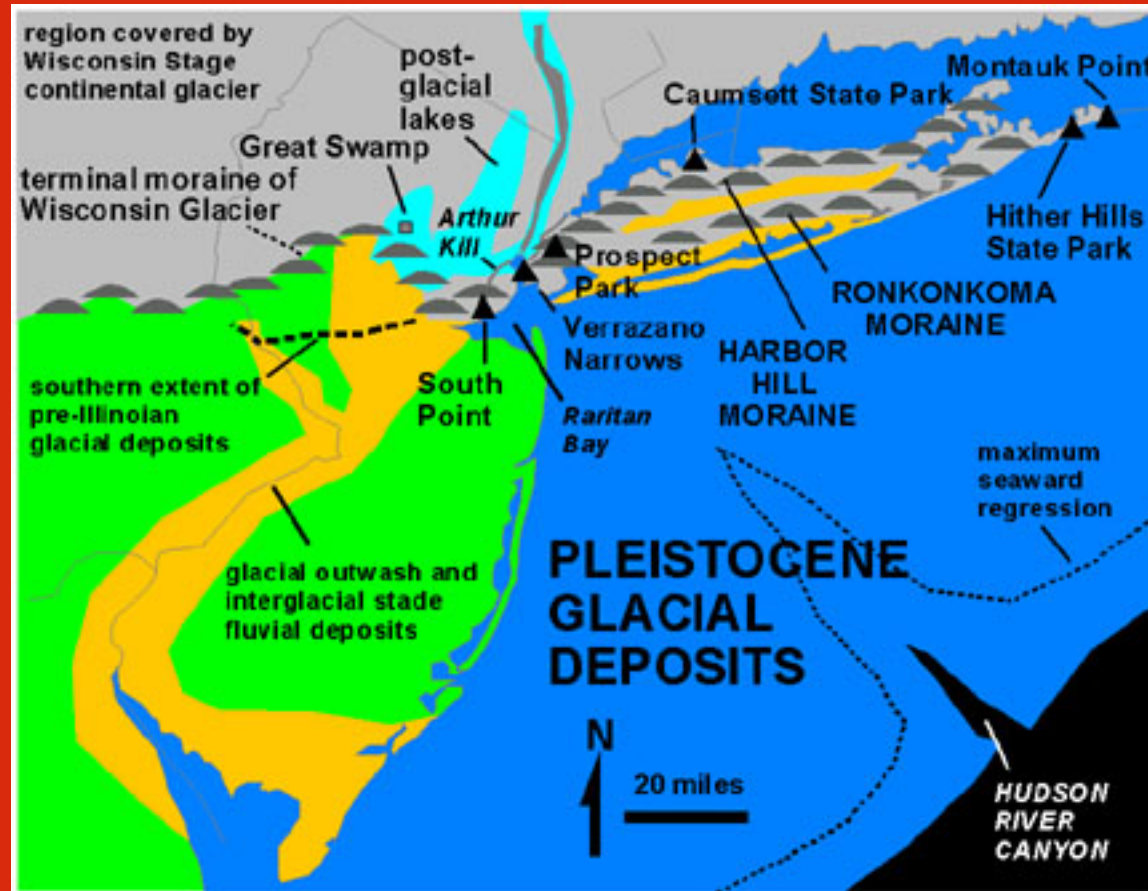 region covered by
Wisconsin Stage
continental glacier
post-
glacial
lakes
Great Swamp
terminal moraine of
Wisconsin Glacier
Arthur
Kill
Caumsett State Park
Montauk Point
Hither Hills
State Park
Prospect
Park
Verrazano
Narrows
RONKONKOMA
MORAINE
HARBOR
HILL
MORAINE
southern extent of
pre-Illinoian
glacial deposits
South
Point
Raritan
Bay
maximum
seaward
regression
glacial outwash and
interglacial stade
fluvial deposits
PLEISTOCENE
GLACIAL
DEPOSITS
N
20 miles
HUDSON
RIVER
CANYON